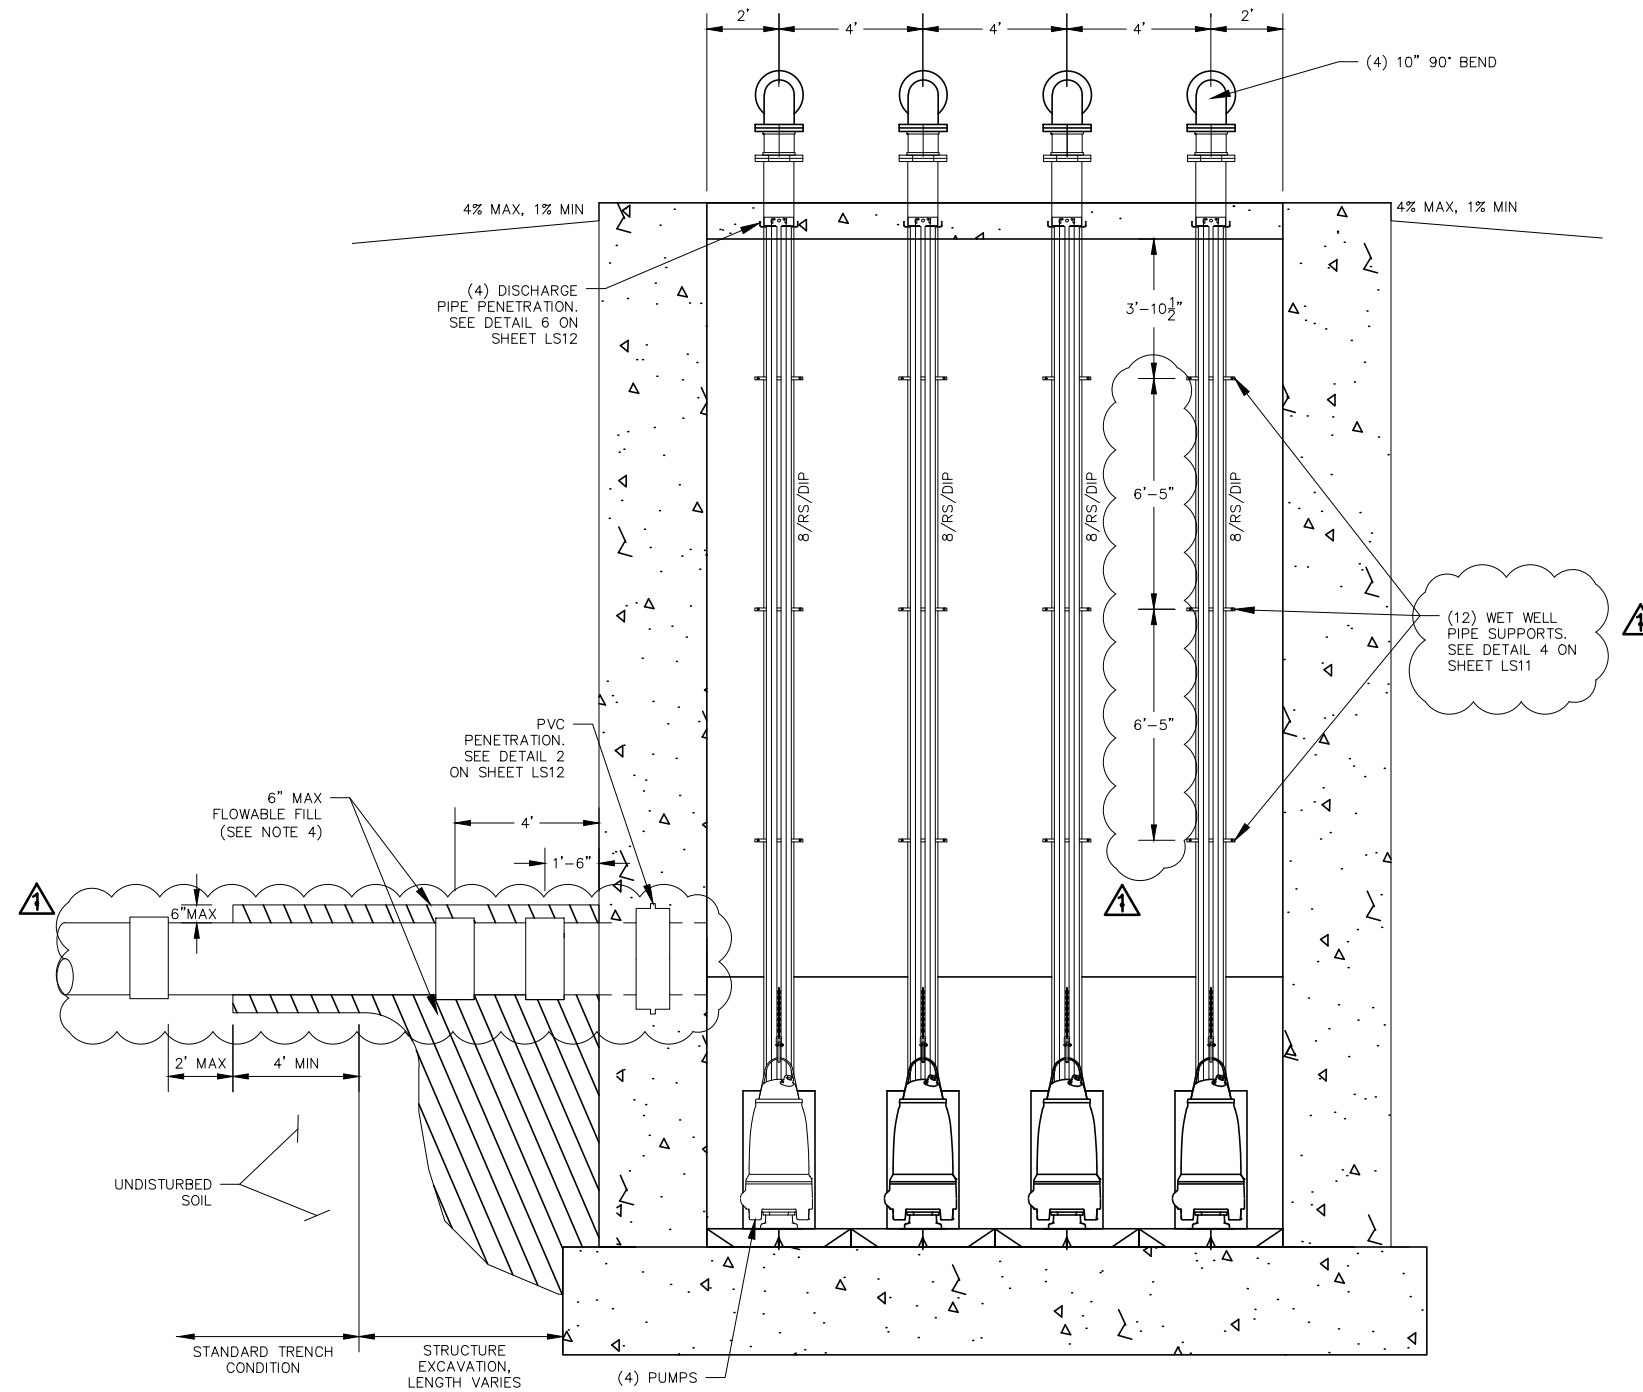 2'
4'
4'
4'
2'
(4) 10" 90° BEND
4% MAX, 1% MIN
4% MAX, 1% MIN
(4) DISCHARGE
PIPE PENETRATION.
SEE DETAIL 6 ON
SHEET LS12
3'-10 1/2"
8/RS/DIP
8/RS/DIP
8/RS/DIP
8/RS/DIP
6'-5"
(12) WET WELL
PIPE SUPPORTS.
SEE DETAIL 4 ON
SHEET LS11
1
6'-5"
PVC
PENETRATION.
SEE DETAIL 2
ON SHEET LS12
6" MAX
FLOWABLE FILL
(SEE NOTE 4)
4'
1'-6"
1
6"MAX
1
2' MAX
4' MIN
UNDISTURBED
SOIL
STANDARD TRENCH
CONDITION
STRUCTURE
EXCAVATION,
LENGTH VARIES
(4) PUMPS